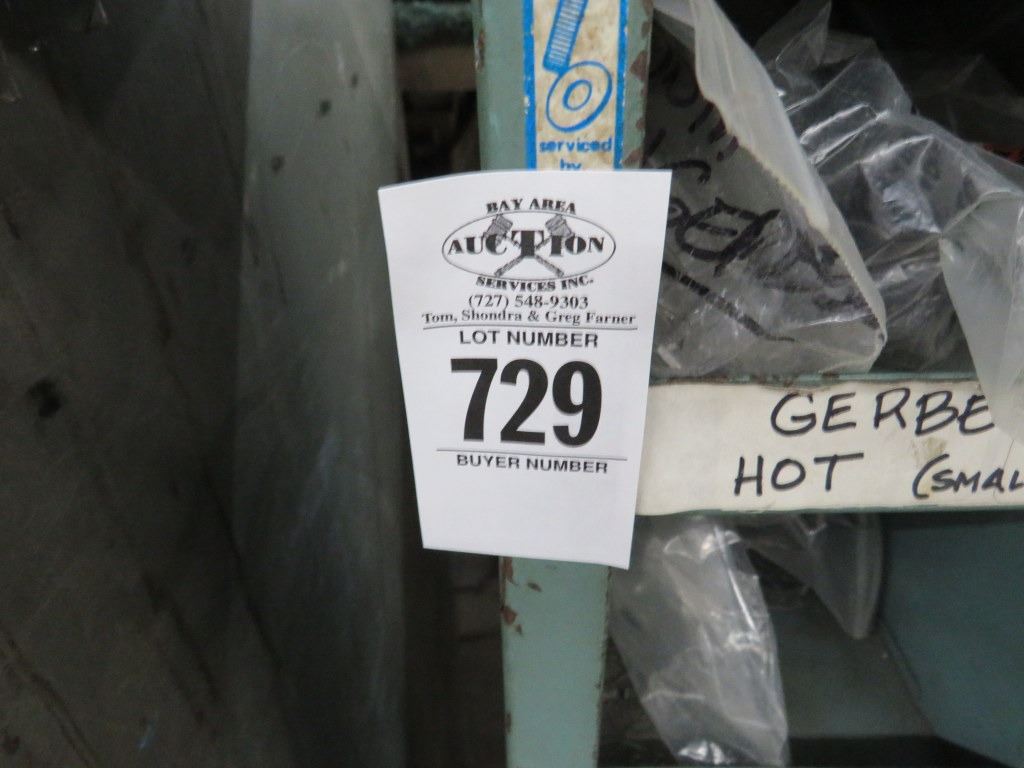 serviced
by
BAY AREA
AUCTION
SERVICES INC.
(727) 548-9303
Tom, Shondra & Greg Farner
LOT NUMBER
729
BUYER NUMBER
GERBE
HOT (SMAL